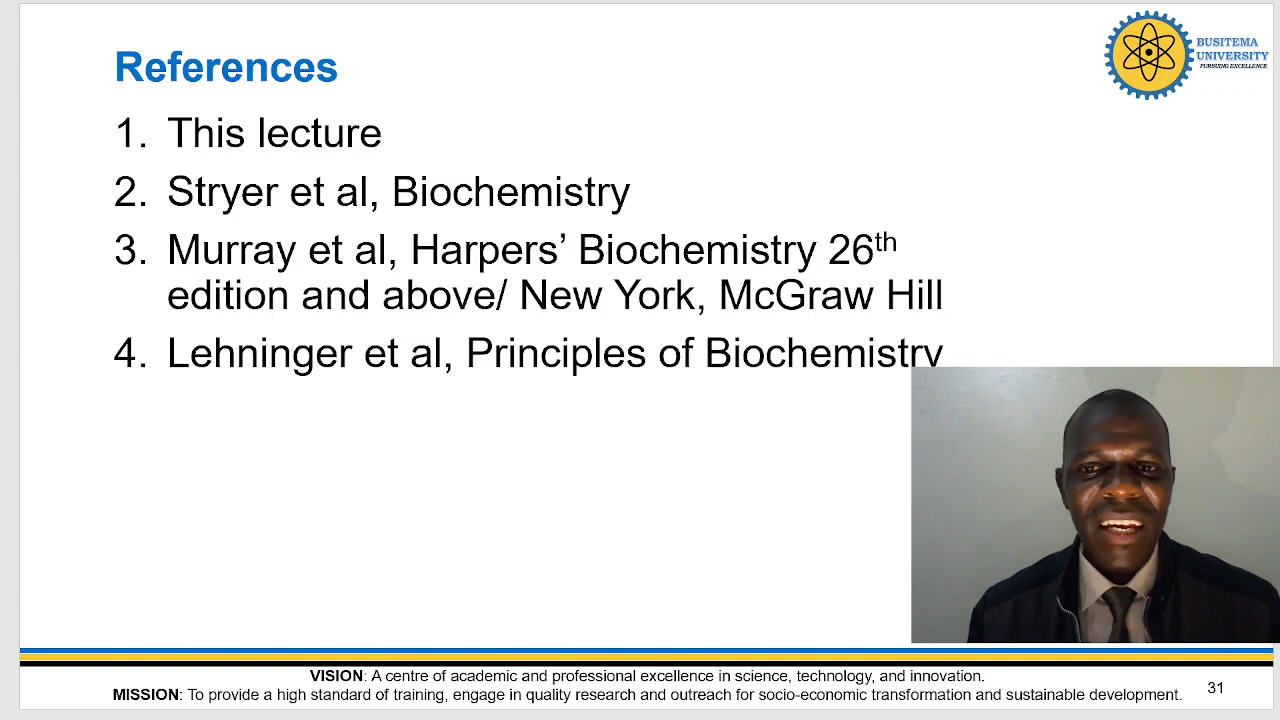 References
BUSITEMA
UNIVERSITY
PURSUING EXCELLENCE
1. This lecture
2. Stryer et al, Biochemistry
3. Murray et al, Harpers’ Biochemistry 26th
edition and above/ New York, McGraw Hill
4. Lehninger et al, Principles of Biochemistry
VISION: A centre of academic and professional excellence in science, technology, and innovation.
MISSION: To provide a high standard of training, engage in quality research and outreach for socio-economic transformation and sustainable development.
31